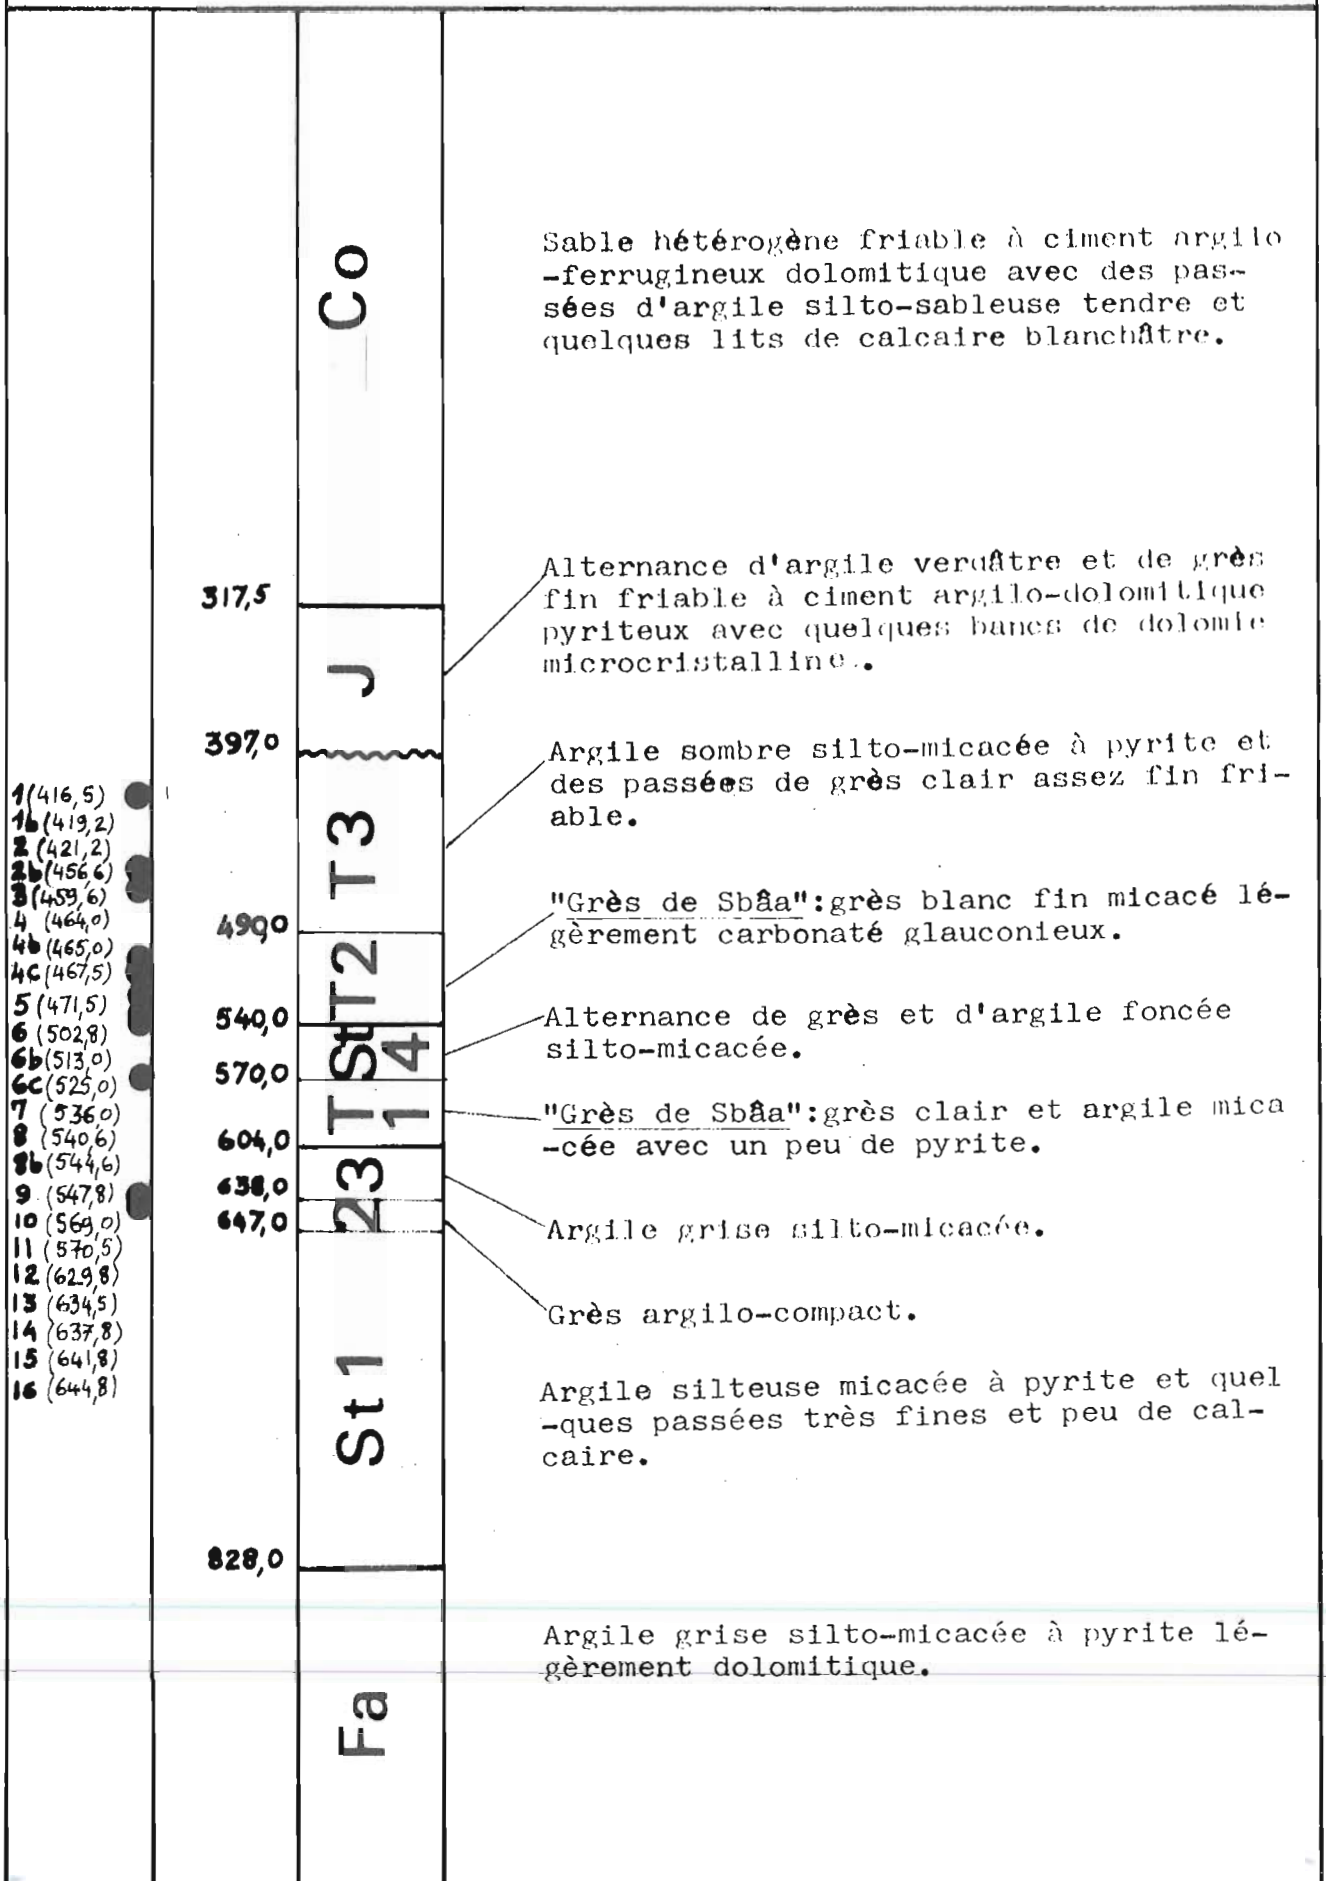 Co
Sable hétérogène friable à ciment argilo
-ferrugineux dolomitique avec des pas-
sées d'argile silto-sableuse tendre et
quelques lits de calcaire blanchâtre.
317,5
J
Alternance d'argile verdâtre et de grès
fin friable à ciment argilo-dolomitique
pyriteux avec quelques bancs de dolomie
microcristalline.
397,0
T3
Argile sombre silto-micacée à pyrite et
des passées de grès clair assez fin fri-
able.
1(416,5)
1b(419,2)
2(421,2)
2b(456,6)
3(459,6)
4 (464,0)
4b(465,0)
4c(467,5)
5(471,5)
6 (502,8)
6b(513,0)
6c(525,0)
7 (536,0)
8 (540,6)
8b(544,6)
9 (547,8)
10(569,0)
11(570,5)
12(629,8)
13(634,5)
14(637,8)
15(641,8)
16(644,8)
490,0
T2
"Grès de Sbâa":grès blanc fin micacé lé-
gèrement carbonaté glauconieux.
540,0
St 4
Alternance de grès et d'argile foncée
silto-micacée.
570,0
T1
"Grès de Sbâa":grès clair et argile mica
-cée avec un peu de pyrite.
604,0
3
Argile grise silto-micacée.
638,0
2
Grès argilo-compact.
647,0
St 1
Argile silteuse micacée à pyrite et quel
-ques passées très fines et peu de cal-
caire.
828,0
Fa
Argile grise silto-micacée à pyrite lé-
gèrement dolomitique.